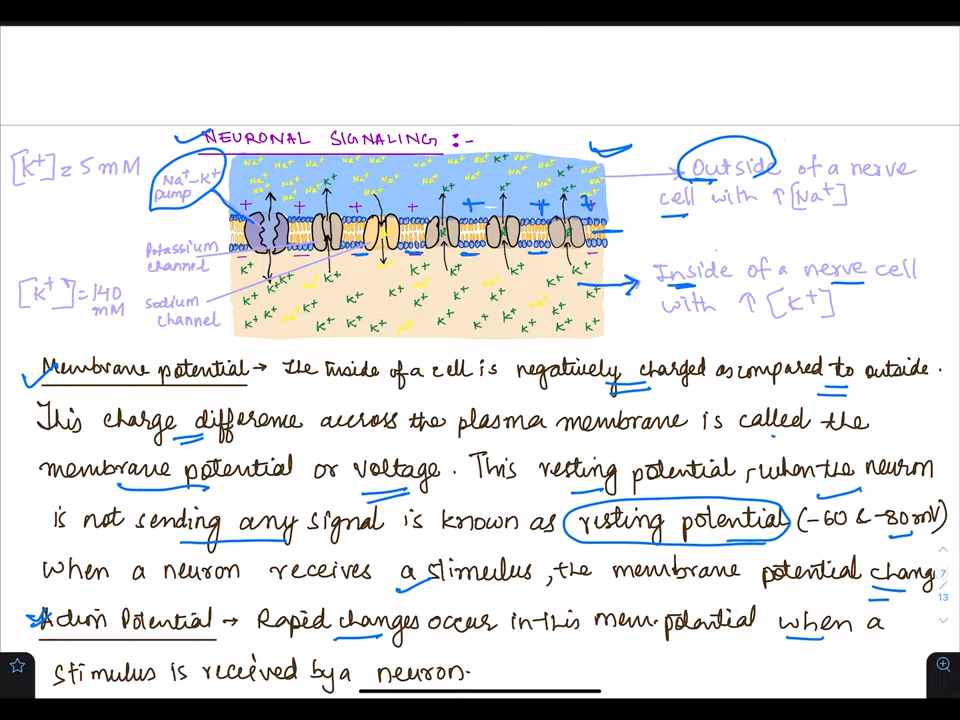 NEURONAL SIGNALING :-
[K+] = 5 mM
Na+-K+ pump
Outside of a nerve
cell with ↑ [Na+]
Potassium
channel
[K+] = 140
mM
Sodium
channel
Inside of a nerve cell
with ↑ [K+]
Membrane potential → The inside of a cell is negatively charged as compared to outside.
This charge difference across the plasma membrane is called the
membrane potential or voltage. This resting potential, when the neuron
is not sending any signal is known as resting potential (-60 & -80 mV)
When a neuron receives a stimulus, the membrane potential chang
Action Potential → Rapid changes occur in this mem. potential when a
stimulus is received by a neuron.
7
/
13